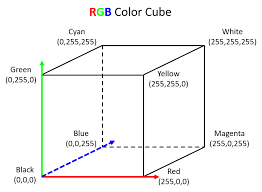 RGB Color Cube
Cyan
(0,255,255)
White
(255,255,255)
Green
(0,255,0)
Yellow
(255,255,0)
Blue
(0,0,255)
Magenta
(255,0,255)
Black
(0,0,0)
Red
(255,0,0)